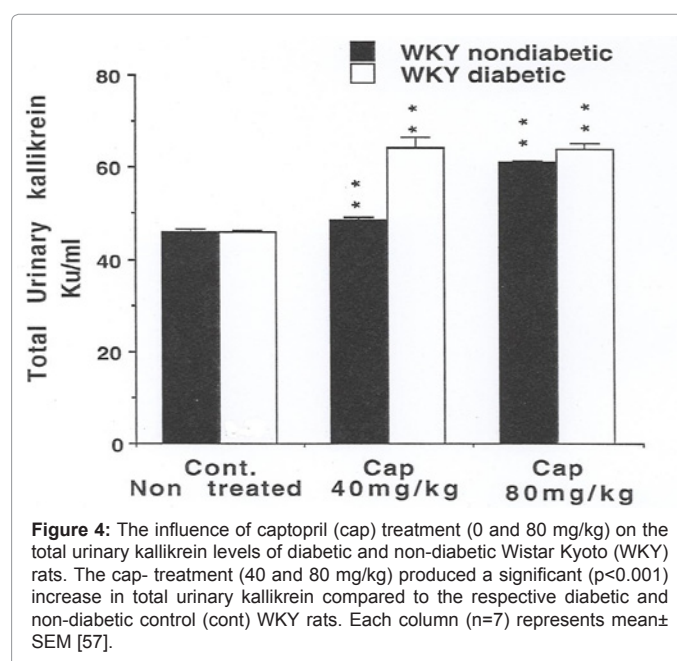 WKY nondiabetic
WKY diabetic
Total Urinary kallikrein
Ku/ml
80
60
40
20
0
* *
* *
* *
* *
Cont. Cap Cap
Non treated 40mg/kg 80mg/kg
Figure 4: The influence of captopril (cap) treatment (0 and 80 mg/kg) on the
total urinary kallikrein levels of diabetic and non-diabetic Wistar Kyoto (WKY)
rats. The cap- treatment (40 and 80 mg/kg) produced a significant (p<0.001)
increase in total urinary kallikrein compared to the respective diabetic and
non-diabetic control (cont) WKY rats. Each column (n=7) represents mean±
SEM [57].